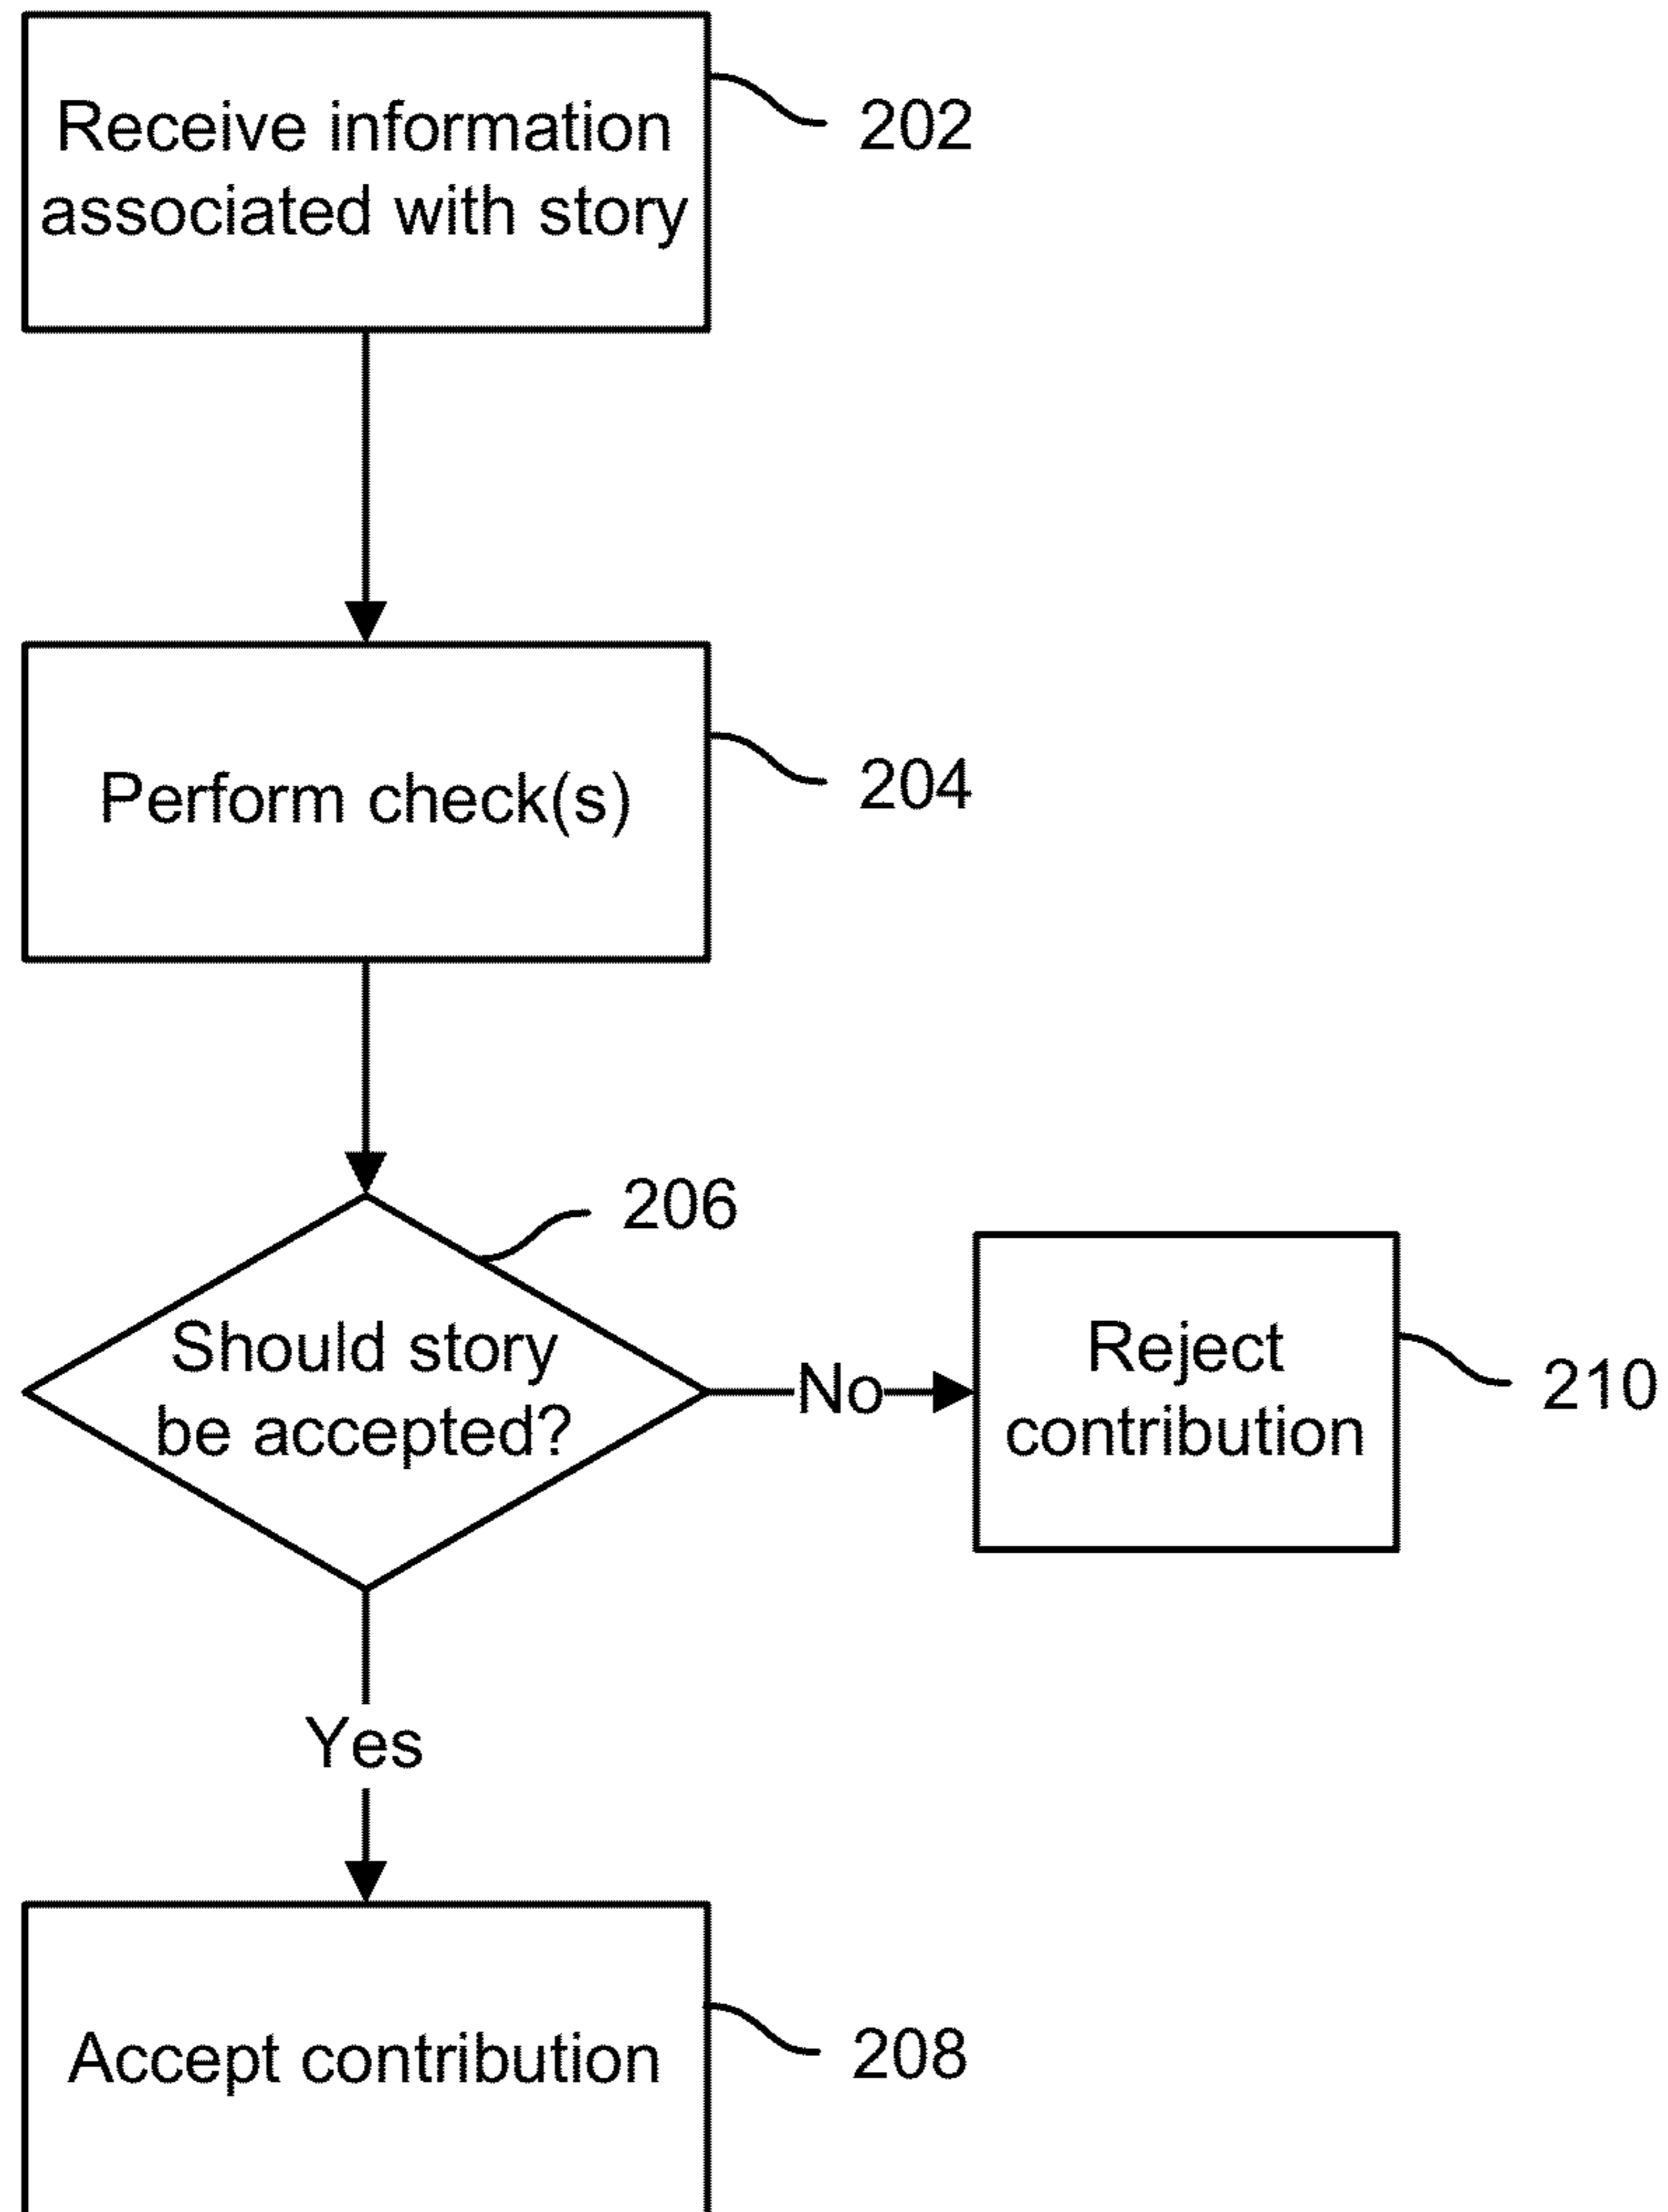 Receive information
associated with story
202
Perform check(s)
204
206
Should story
be accepted?
No
Reject
contribution
210
Yes
Accept contribution
208